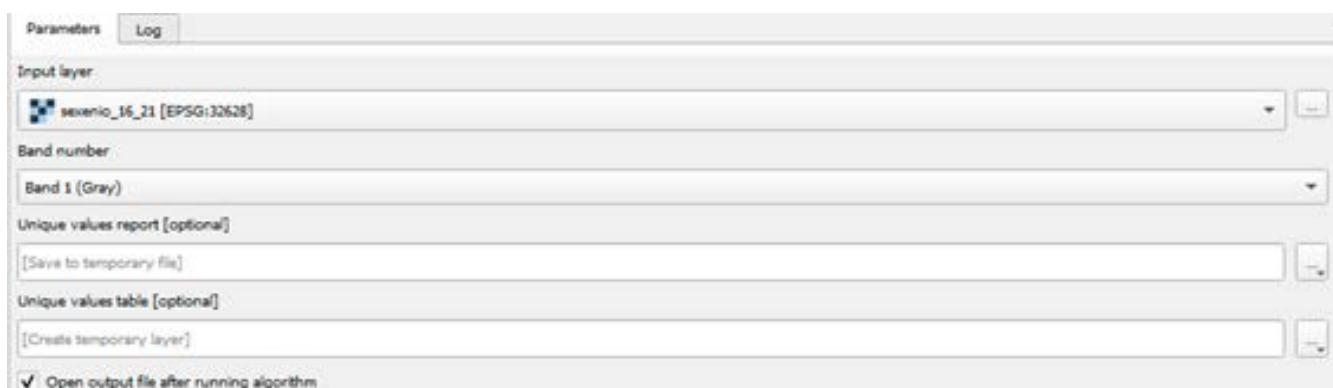 Parameters Log
Input layer
sexenio_16_21 [EPSG:32628]
...
Band number
Band 1 (Gray)
Unique values report [optional]
[Save to temporary file]
...
Unique values table [optional]
[Create temporary layer]
...
Open output file after running algorithm